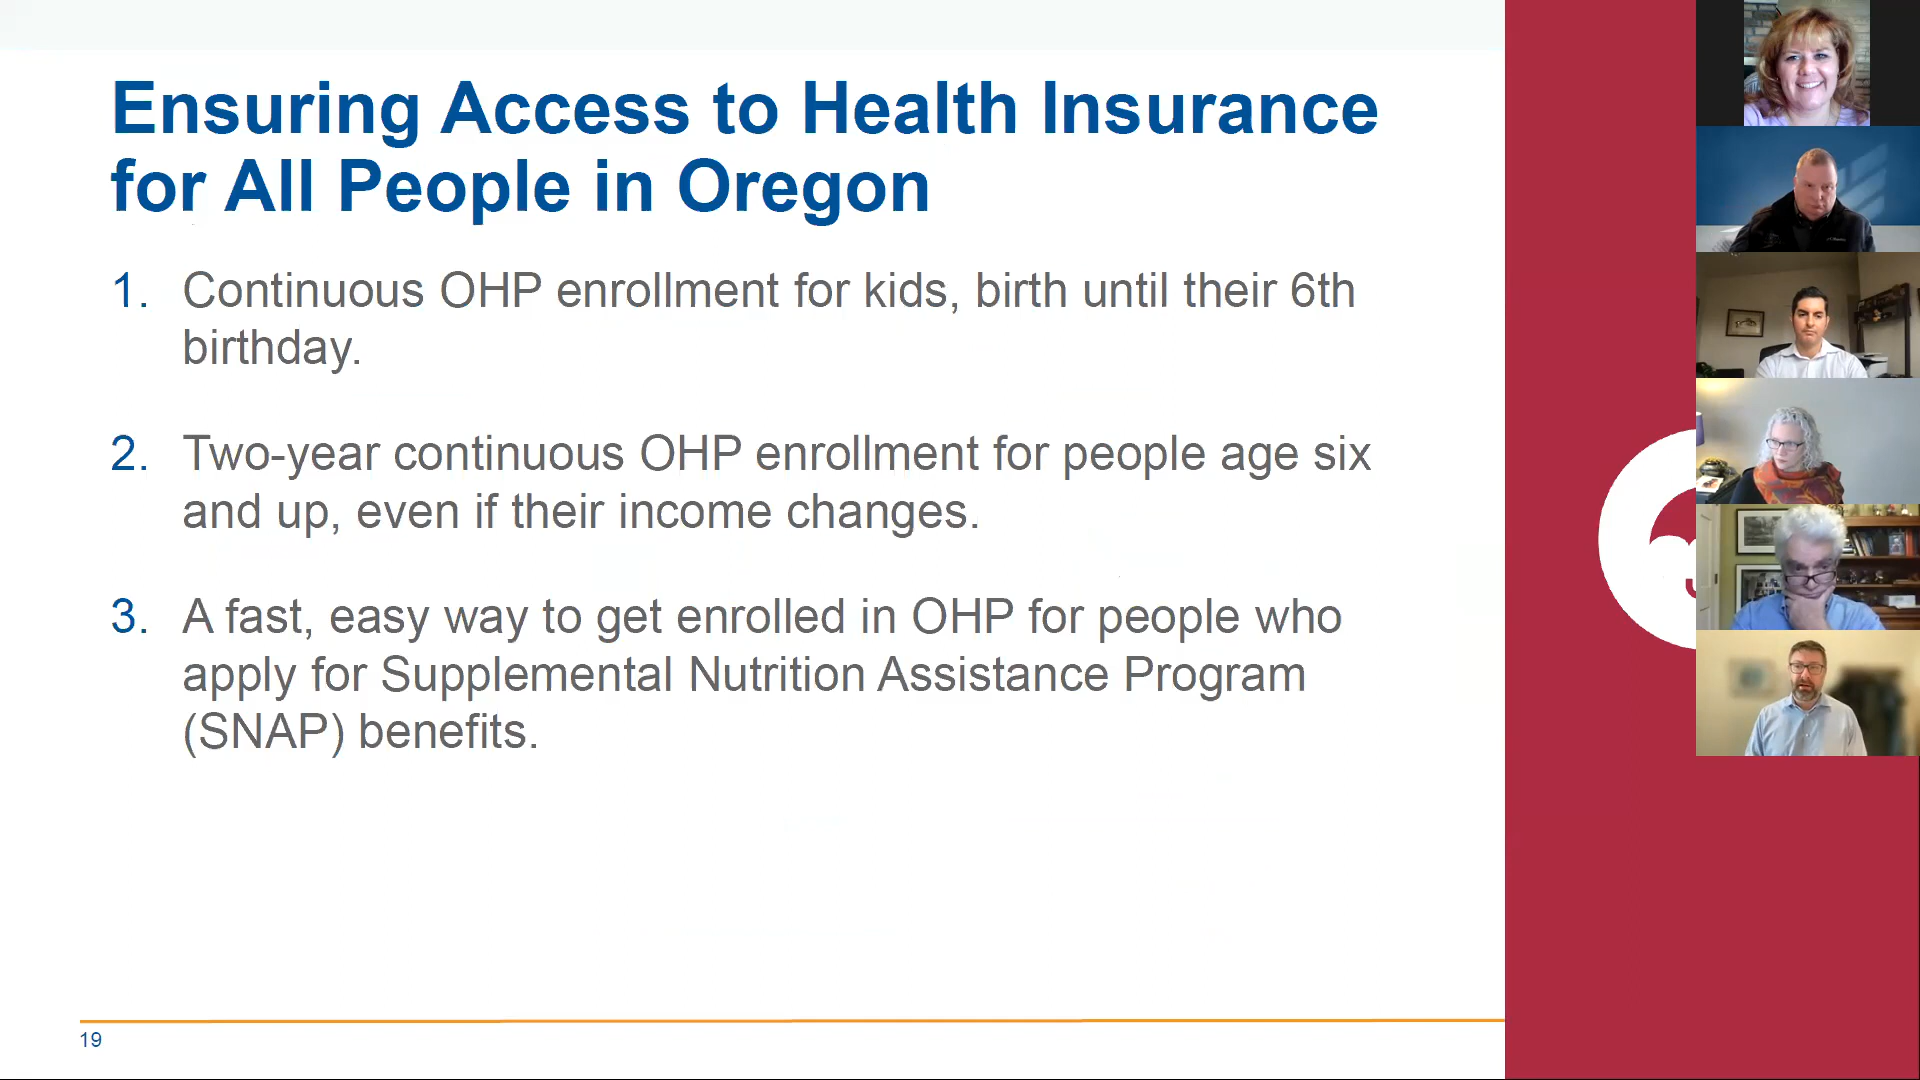 Ensuring Access to Health Insurance
for All People in Oregon
1. Continuous OHP enrollment for kids, birth until their 6th
birthday.
2. Two-year continuous OHP enrollment for people age six
and up, even if their income changes.
3. A fast, easy way to get enrolled in OHP for people who
apply for Supplemental Nutrition Assistance Program
(SNAP) benefits.
19